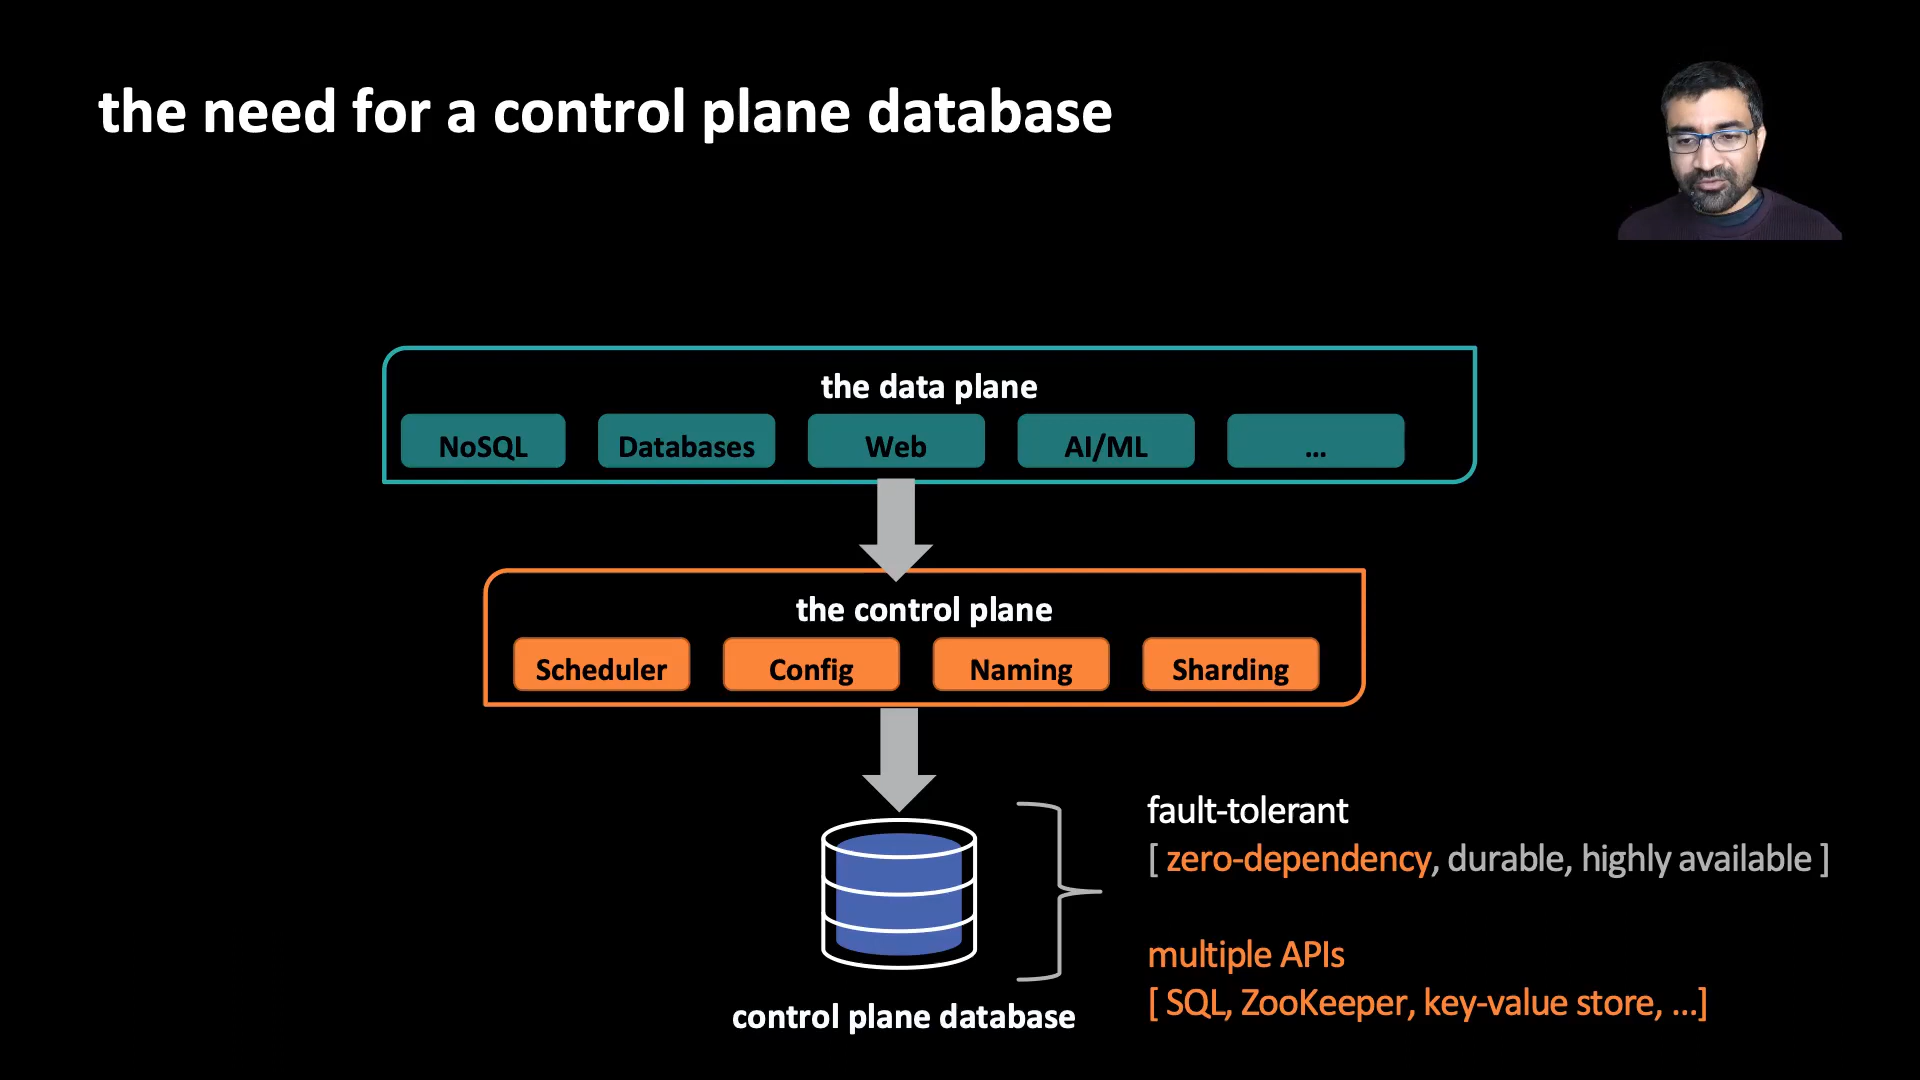 the need for a control plane database
the data plane
NoSQL
Databases
Web
AI/ML
...
the control plane
Scheduler
Config
Naming
Sharding
fault-tolerant
[ zero-dependency, durable, highly available ]
multiple APIs
[ SQL, ZooKeeper, key-value store, ...]
control plane database